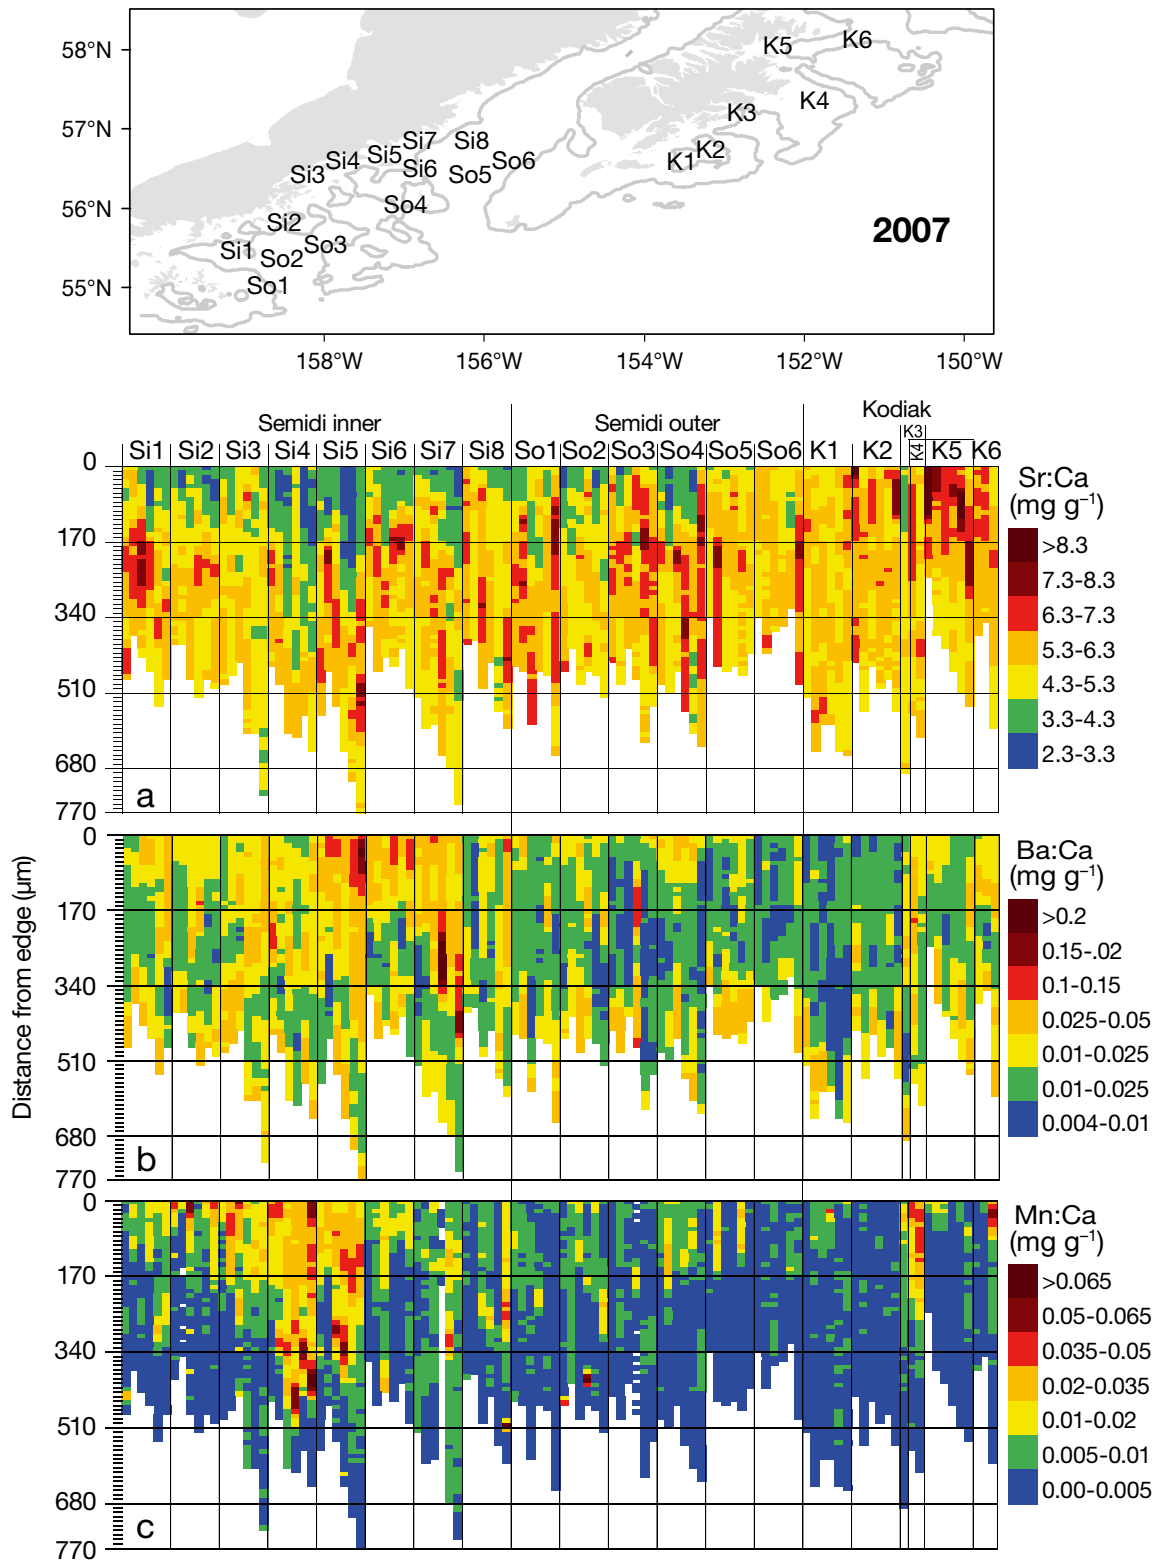 58°N
57°N
56°N
55°N
K5
K6
K4
K3
K2
K1
Si7
Si8
Si5
Si4
Si6
So6
Si3
So5
So4
Si2
Si1
So3
So2
So1
2007
158°W
156°W
154°W
152°W
150°W
Semidi inner
Semidi outer
Kodiak
Si1 Si2 Si3 Si4 Si5 Si6 Si7 Si8 So1 So2 So3 So4 So5 So6 K1 K2 K3 K4 K5 K6
0
170
340
510
680
770
a
Sr:Ca
(mg g–1)
>8.3
7.3-8.3
6.3-7.3
5.3-6.3
4.3-5.3
3.3-4.3
2.3-3.3
Distance from edge (µm)
0
170
340
510
680
770
b
Ba:Ca
(mg g–1)
>0.2
0.15-.02
0.1-0.15
0.025-0.05
0.01-0.025
0.01-0.025
0.004-0.01
0
170
340
510
680
770
c
Mn:Ca
(mg g–1)
>0.065
0.05-0.065
0.035-0.05
0.02-0.035
0.01-0.02
0.005-0.01
0.00-0.005